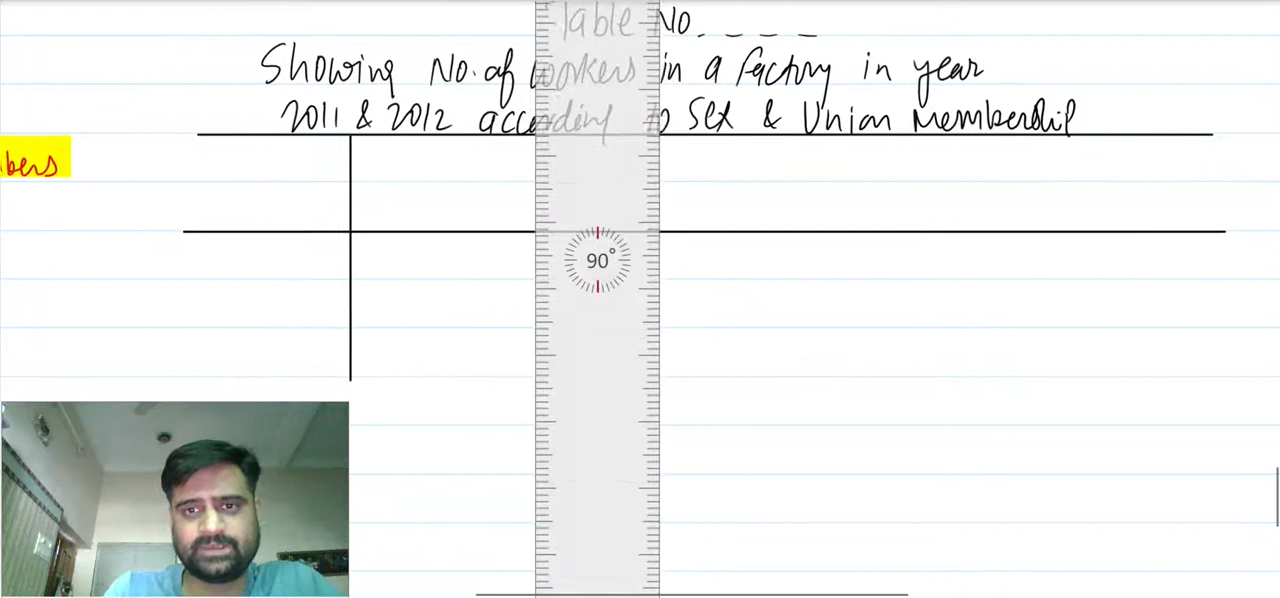 Table No. _ _ _ _
Showing No. of workers in a factory in year
2011 & 2012 according to Sex & Union Membership
bers
90°